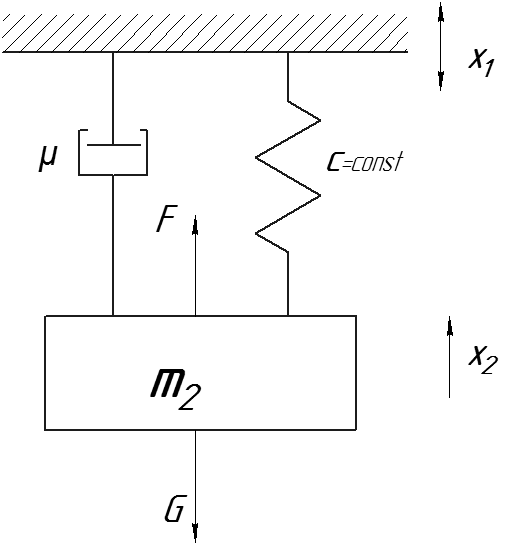 x₁
μ
C=const
F
m₂
x₂
G